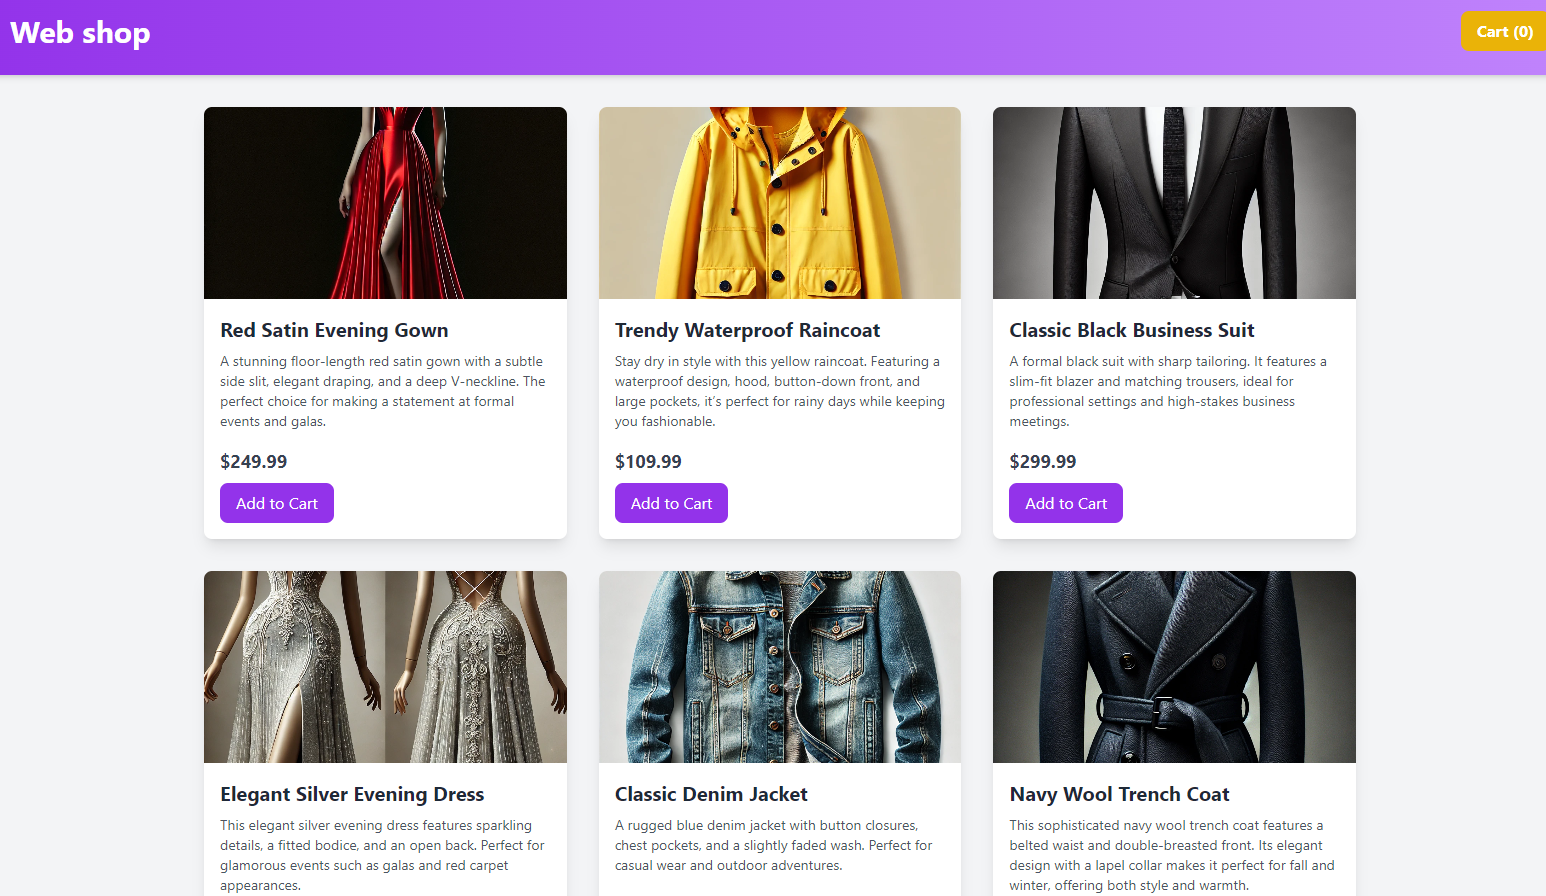 Web shop
Cart (0)
Red Satin Evening Gown
A stunning floor-length red satin gown with a subtle
side slit, elegant draping, and a deep V-neckline. The
perfect choice for making a statement at formal
events and galas.
$249.99
Add to Cart
Trendy Waterproof Raincoat
Stay dry in style with this yellow raincoat. Featuring a
waterproof design, hood, button-down front, and
large pockets, it’s perfect for rainy days while keeping
you fashionable.
$109.99
Add to Cart
Classic Black Business Suit
A formal black suit with sharp tailoring. It features a
slim-fit blazer and matching trousers, ideal for
professional settings and high-stakes business
meetings.
$299.99
Add to Cart
Elegant Silver Evening Dress
This elegant silver evening dress features sparkling
details, a fitted bodice, and an open back. Perfect for
glamorous events such as galas and red carpet
appearances.
Classic Denim Jacket
A rugged blue denim jacket with button closures,
chest pockets, and a slightly faded wash. Perfect for
casual wear and outdoor adventures.
Navy Wool Trench Coat
This sophisticated navy wool trench coat features a
belted waist and double-breasted front. Its elegant
design with a lapel collar makes it perfect for fall and
winter, offering both style and warmth.